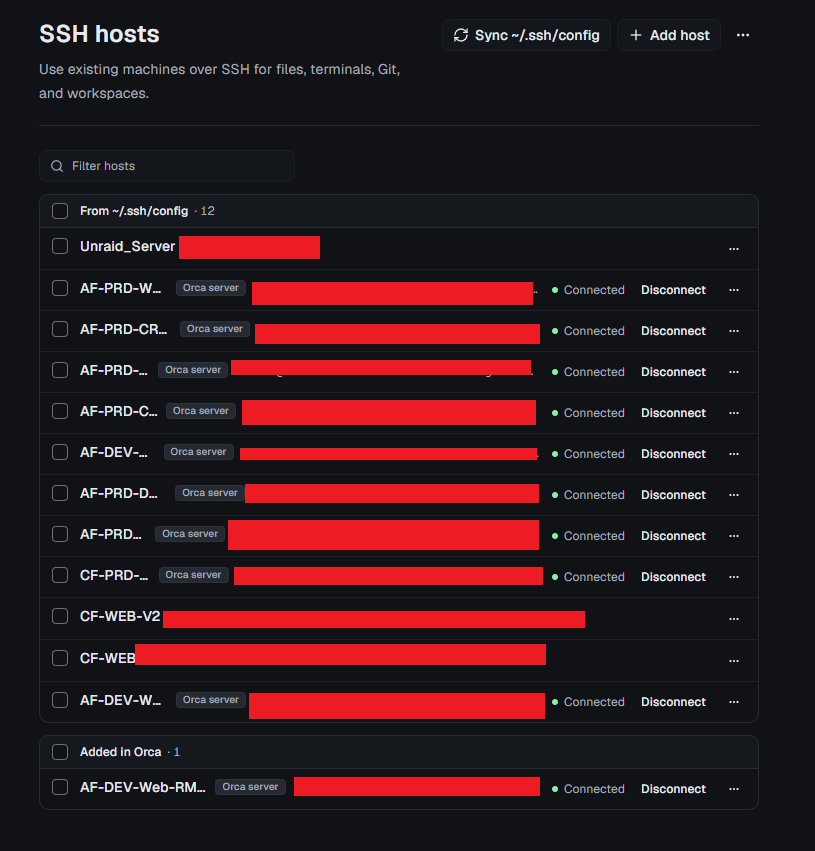 SSH hosts
Sync ~/.ssh/config
Add host
Use existing machines over SSH for files, terminals, Git,
and workspaces.
Filter hosts
From ~/.ssh/config · 12
Unraid_Server
AF-PRD-W... Orca server Connected Disconnect
AF-PRD-CR... Orca server Connected Disconnect
AF-PRD-... Orca server Connected Disconnect
AF-PRD-C... Orca server Connected Disconnect
AF-DEV-... Orca server Connected Disconnect
AF-PRD-D... Orca server Connected Disconnect
AF-PRD... Orca server Connected Disconnect
CF-PRD-... Orca server Connected Disconnect
CF-WEB-V2
CF-WEB
AF-DEV-W... Orca server Connected Disconnect
Added in Orca · 1
AF-DEV-Web-RM... Orca server Connected Disconnect